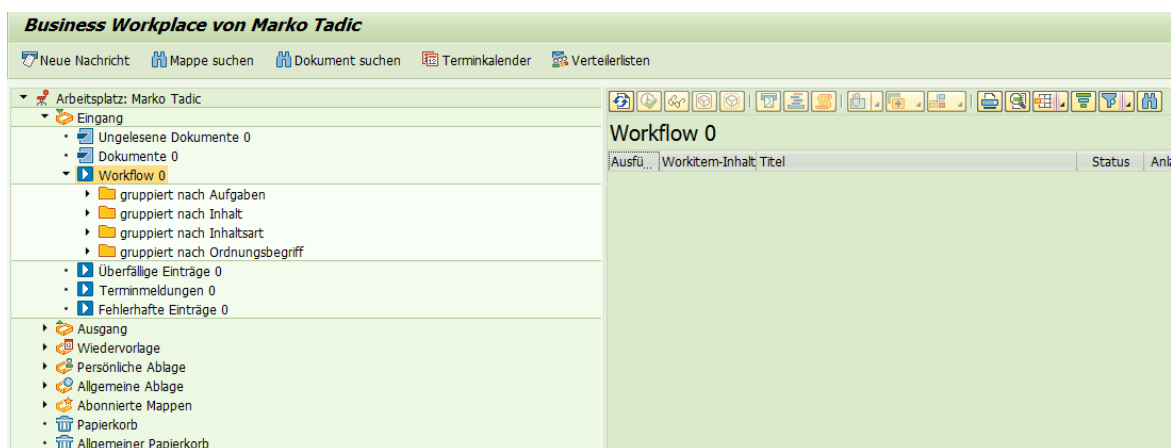 Business Workplace von Marko Tadic
Neue Nachricht Mappe suchen Dokument suchen Terminkalender Verteilerlisten
Arbeitsplatz: Marko Tadic
Eingang
Ungelesene Dokumente 0
Dokumente 0
Workflow 0
gruppiert nach Aufgaben
gruppiert nach Inhalt
gruppiert nach Inhaltsart
gruppiert nach Ordnungsbegriff
Überfällige Einträge 0
Terminmeldungen 0
Fehlerhafte Einträge 0
Ausgang
Wiedervorlage
Persönliche Ablage
Allgemeine Ablage
Abonnierte Mappen
Papierkorb
Allgemeiner Papierkorb
Workflow 0
Ausfü... Workitem-Inhalt Titel Status Anl